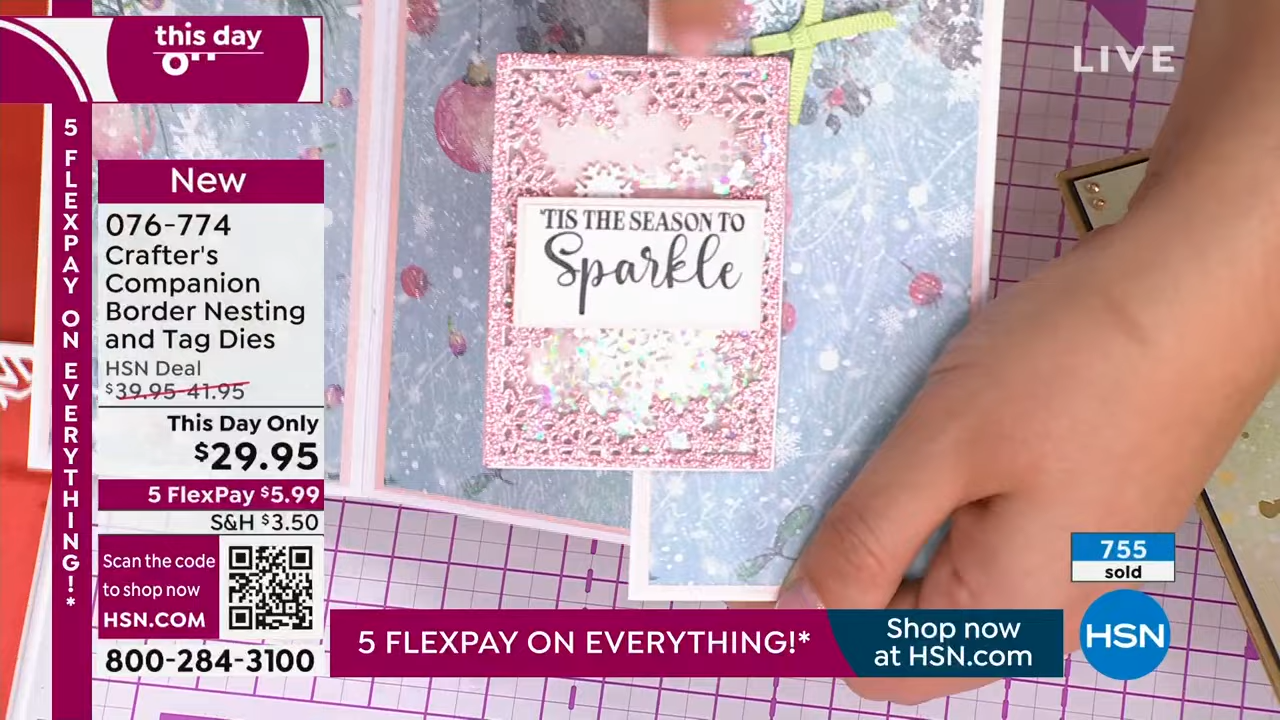 this day
5 FLEXPAY ON EVERYTHING!*
New
076-774
Crafter's
Companion
Border Nesting
and Tag Dies
HSN Deal
$39.95-41.95
This Day Only
$29.95
5 FlexPay $5.99
S&H $3.50
Scan the code
to shop now
HSN.COM
800-284-3100
'TIS THE SEASON TO
Sparkle
LIVE
755
sold
5 FLEXPAY ON EVERYTHING!*
Shop now
at HSN.com
HSN